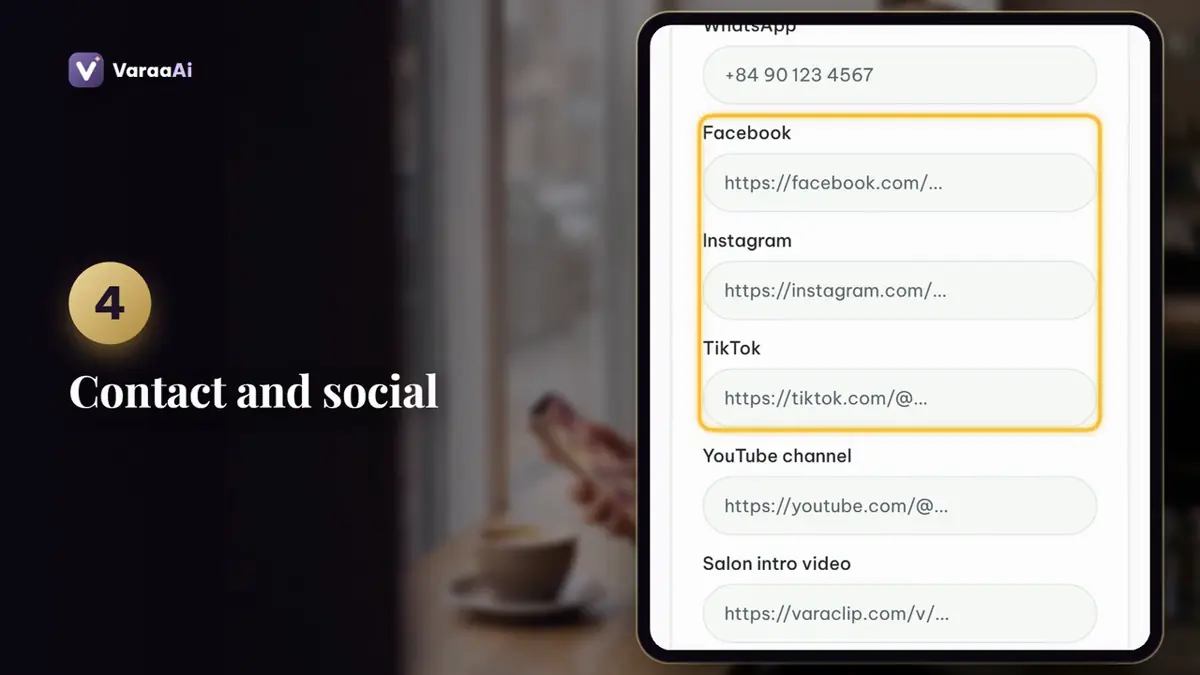 VaraaAi
4
Contact and social
WhatsApp
+84 90 123 4567
Facebook
https://facebook.com/...
Instagram
https://instagram.com/...
TikTok
https://tiktok.com/@...
YouTube channel
https://youtube.com/@...
Salon intro video
https://varaclip.com/v/...